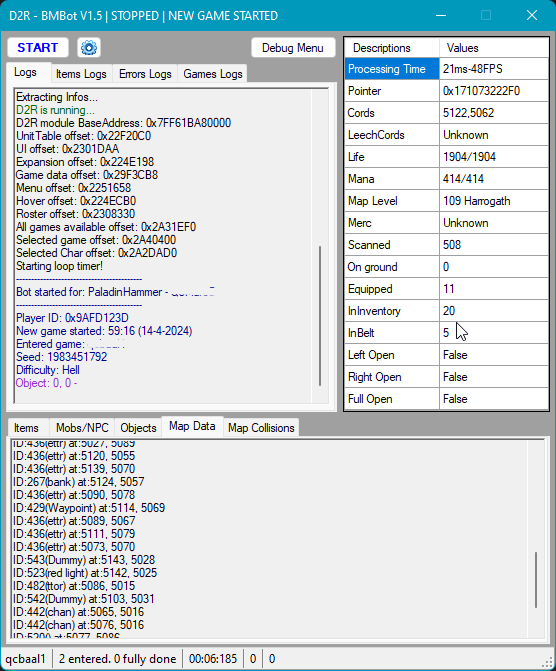 D2R - BMBot V1.5 | STOPPED | NEW GAME STARTED
START
Debug Menu
Logs
Items Logs
Errors Logs
Games Logs
Extracting Infos...
D2R is running...
D2R module BaseAddress: 0x7FF61BA80000
UnitTable offset: 0x22F20C0
UI offset: 0x2301DAA
Expansion offset: 0x224E198
Game data offset: 0x29F3CB8
Menu offset: 0x2251658
Hover offset: 0x224ECB0
Roster offset: 0x2308330
All games available offset: 0x2A31EF0
Selected game offset: 0x2A40400
Selected Char offset: 0x2A2DAD0
Starting loop timer!
Bot started for: PaladinHammer -
Player ID: 0x9AFD123D
New game started: 59:16 (14-4-2024)
Entered game:
Seed: 1983451792
Difficulty: Hell
Object: 0, 0 -
Descriptions Values
Processing Time 21ms-48FPS
Pointer 0x171073222F0
Cords 5122,5062
LeechCords Unknown
Life 1904/1904
Mana 414/414
Map Level 109 Harrogath
Merc Unknown
Scanned 508
On ground 0
Equipped 11
InInventory 20
InBelt 5
Left Open False
Right Open False
Full Open False
Items
Mobs/NPC
Objects
Map Data
Map Collisions
ID:436(ettr) at:5027, 5089
ID:436(ettr) at:5120, 5055
ID:436(ettr) at:5139, 5070
ID:267(bank) at:5124, 5057
ID:436(ettr) at:5090, 5078
ID:429(Waypoint) at:5114, 5069
ID:436(ettr) at:5089, 5067
ID:436(ettr) at:5111, 5079
ID:436(ettr) at:5073, 5070
ID:543(Dummy) at:5143, 5028
ID:523(red light) at:5142, 5025
ID:482(ttor) at:5086, 5015
ID:542(Dummy) at:5103, 5031
ID:442(chan) at:5065, 5016
ID:442(chan) at:5076, 5016
ID:520() at:5077, 5086
qcbaal1
2 entered. 0 fully done
00:06:185
0
0